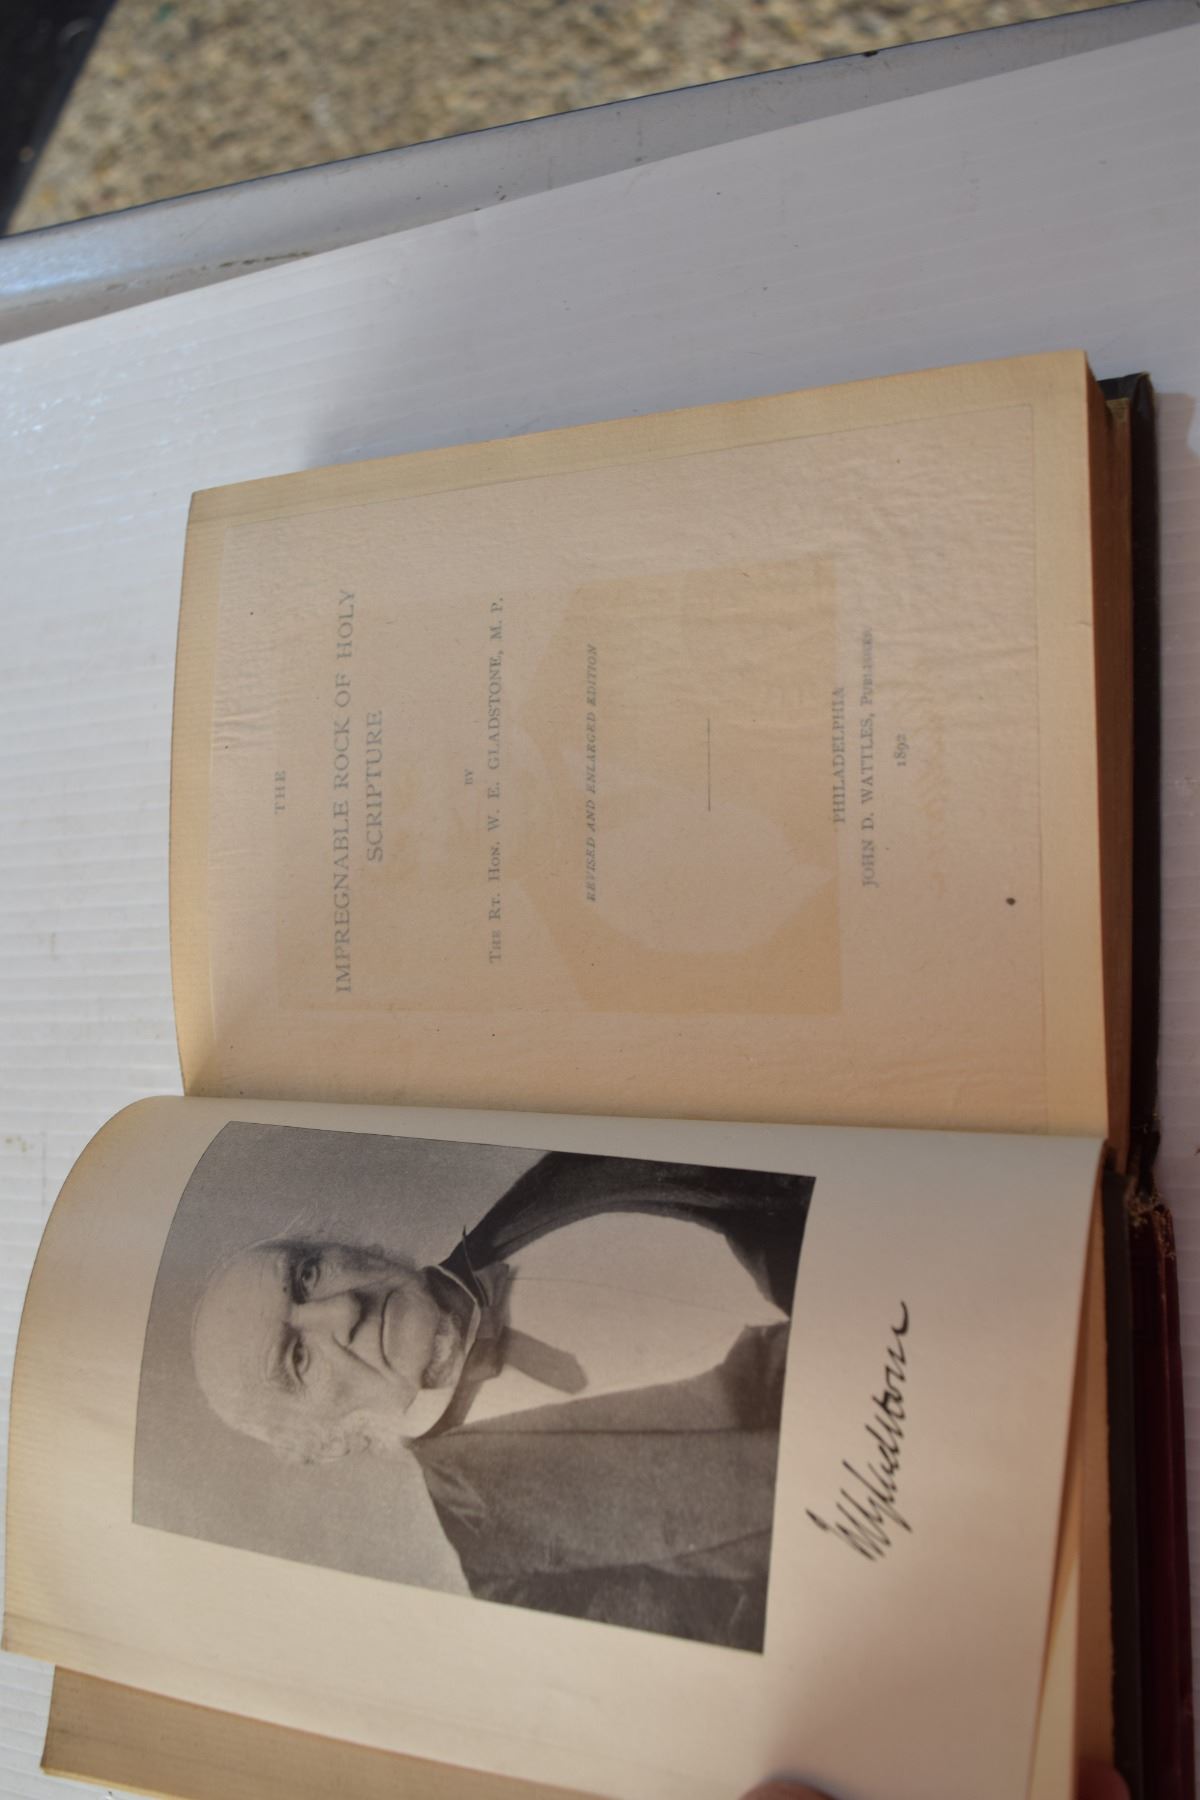 W E Gladstone
THE
IMPREGNABLE ROCK OF HOLY
SCRIPTURE
BY
THE RT. HON. W. E. GLADSTONE, M. P.
REVISED AND ENLARGED EDITION
PHILADELPHIA
JOHN D. WATTLES, PUBLISHER
1892